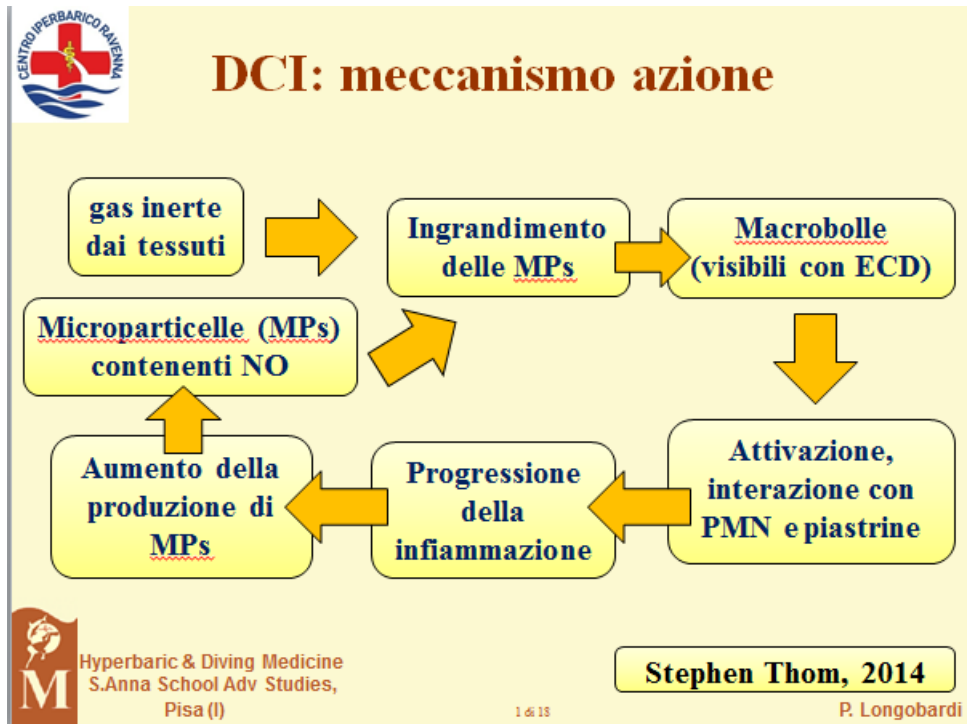 CENTRO IPERBARICO RAVENNA
DCI: meccanismo azione
gas inerte
dai tessuti
Ingrandimento
delle MPs
Macrobolle
(visibili con ECD)
Microparticelle (MPs)
contenenti NO
Attivazione,
interazione con
PMN e piastrine
Progressione
della
infiammazione
Aumento della
produzione di
MPs
M
Hyperbaric & Diving Medicine
S.Anna School Adv Studies,
Pisa (I)
1 di 18
Stephen Thom, 2014
P. Longobardi